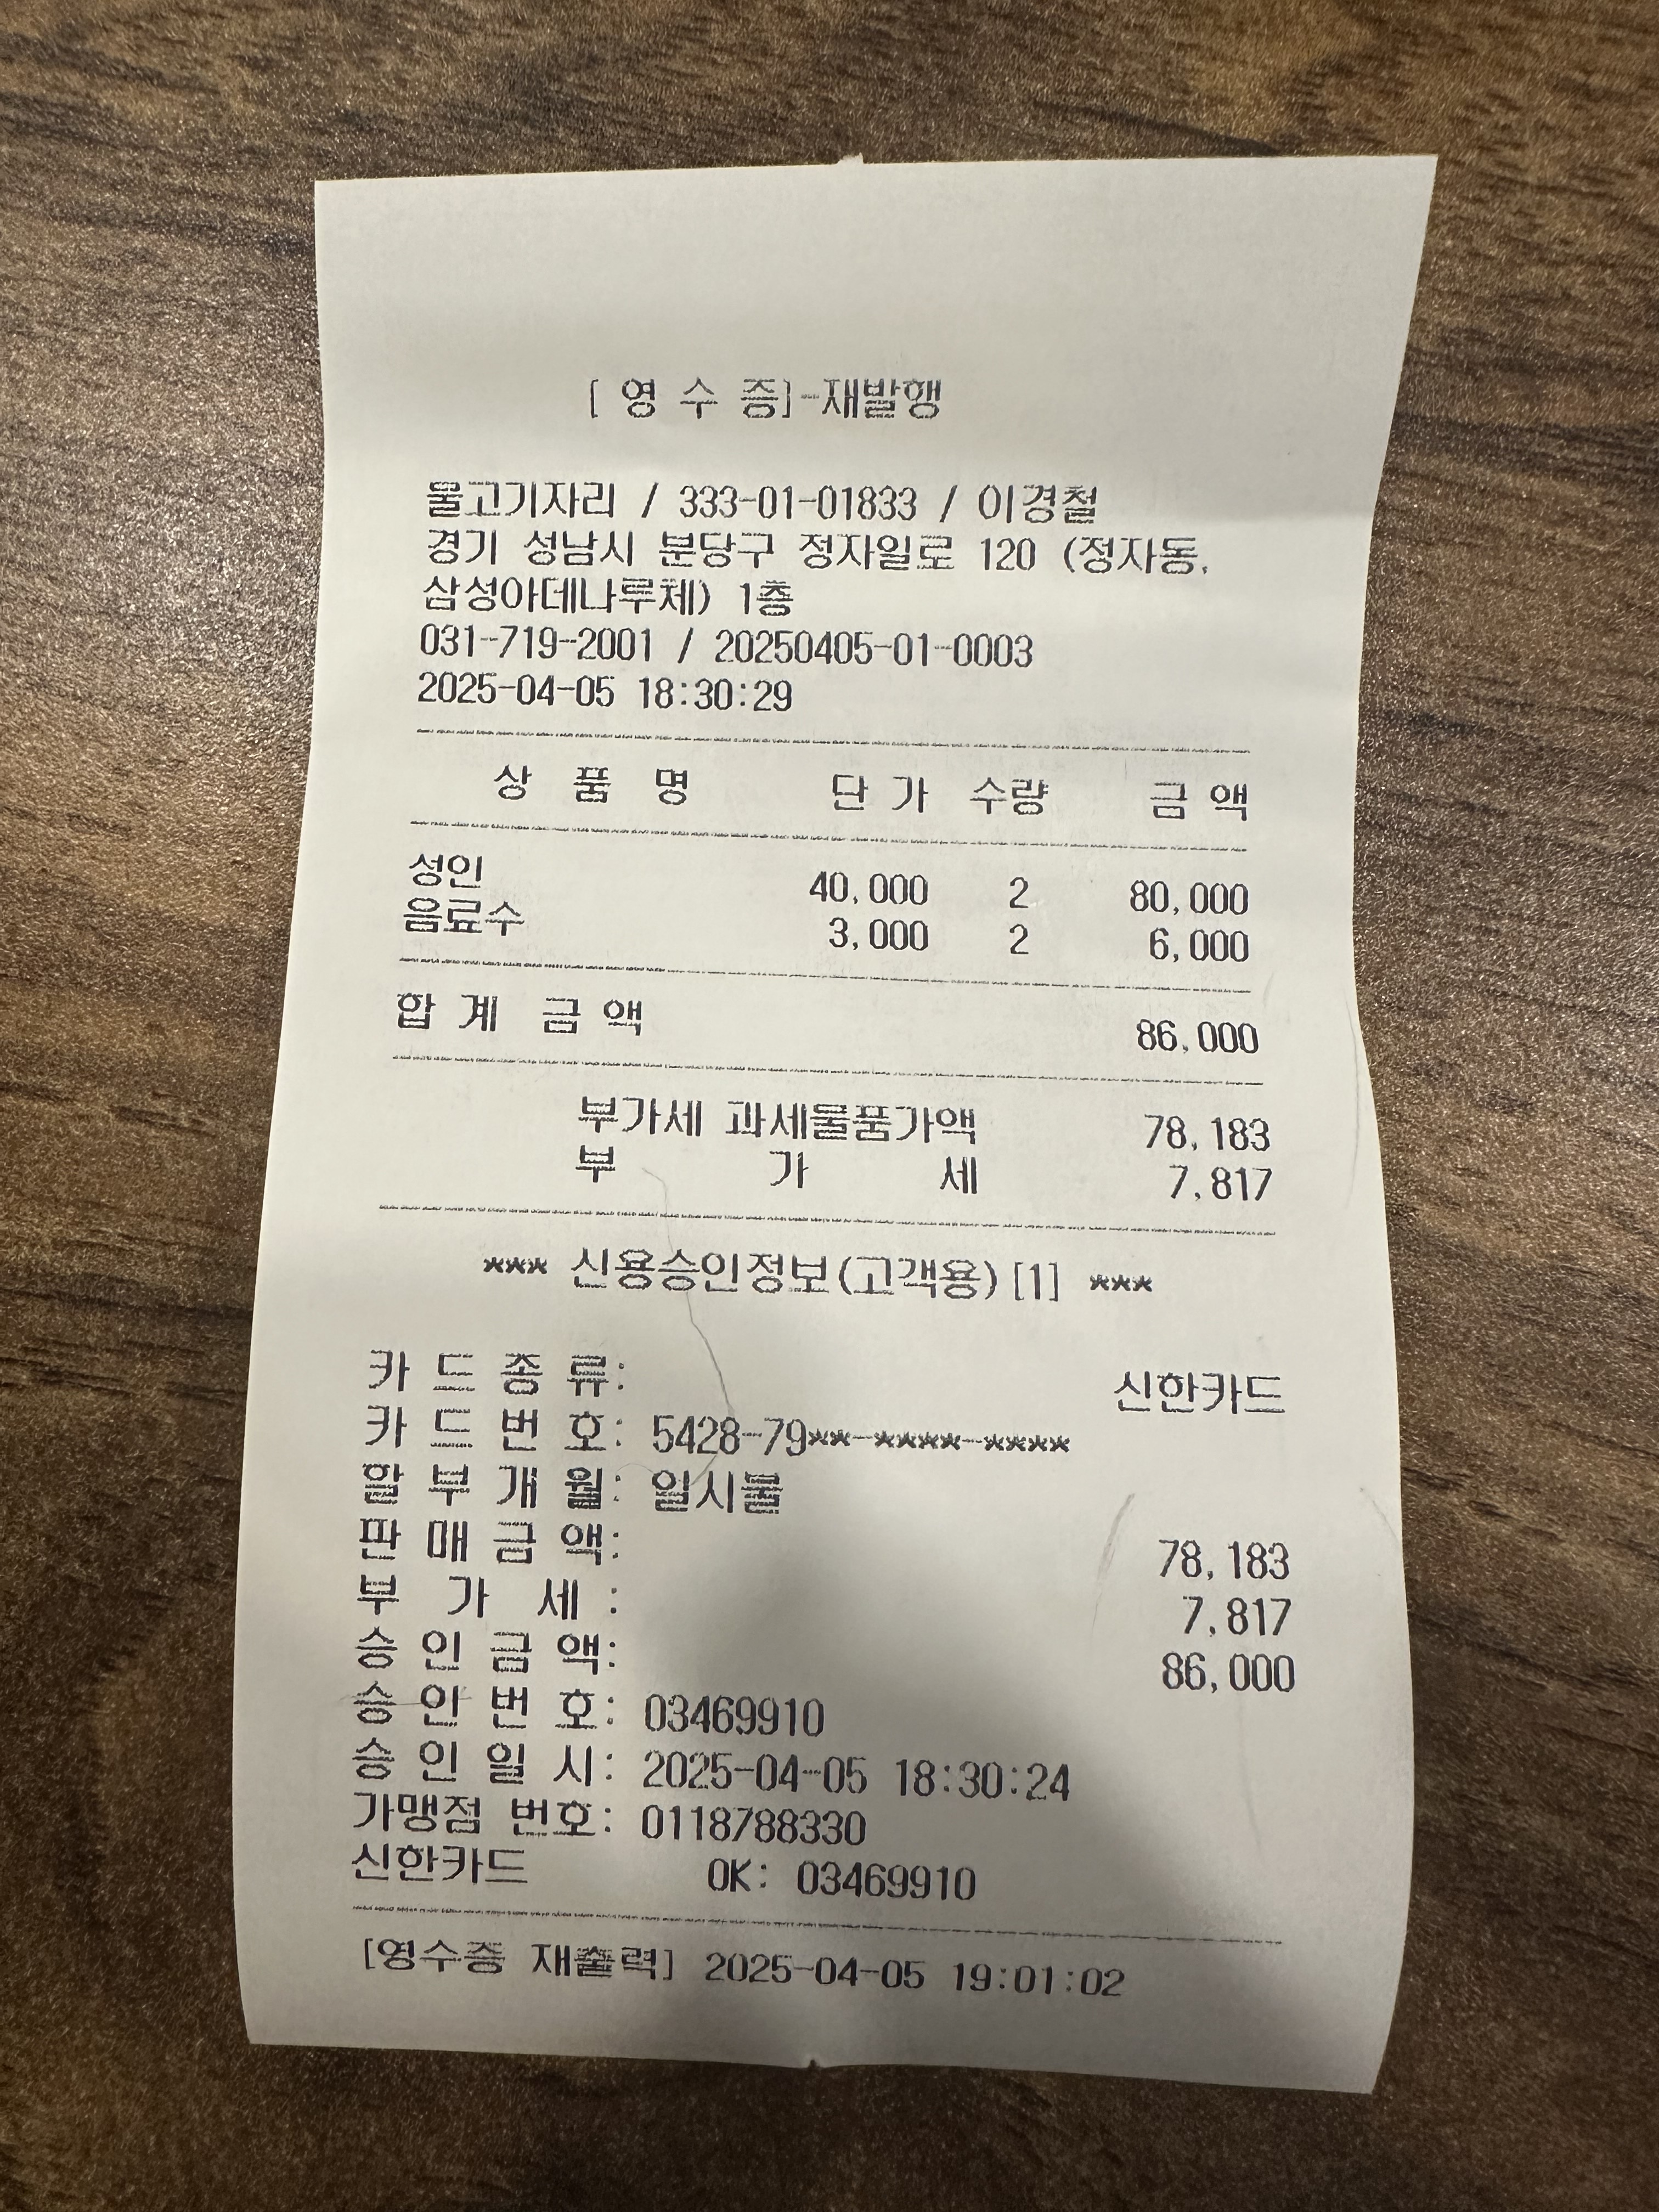 [ 영 수 증]-재발행
물고기자리 / 333-01-01833 / 이경철
경기 성남시 분당구 정자일로 120 (정자동,
삼성아데나루체) 1층
031-719-2001 / 20250405-01-0003
2025-04-05 18:30:29
상 품 명 단 가 수량 금 액
성인 40,000 2 80,000
음료수 3,000 2 6,000
합 계 금 액 86,000
부가세 과세물품가액 78,183
부 가 세 7,817
*** 신용승인정보(고객용)[1] ***
카 드 종 류: 신한카드
카 드 번 호: 5428-79**-****-****
할 부 개 월: 일시불
판 매 금 액: 78,183
부 가 세 : 7,817
승 인 금 액: 86,000
승 인 번 호: 03469910
승 인 일 시: 2025-04-05 18:30:24
가맹점 번호: 0118788330
신한카드 OK: 03469910
[영수증 재출력] 2025-04-05 19:01:02